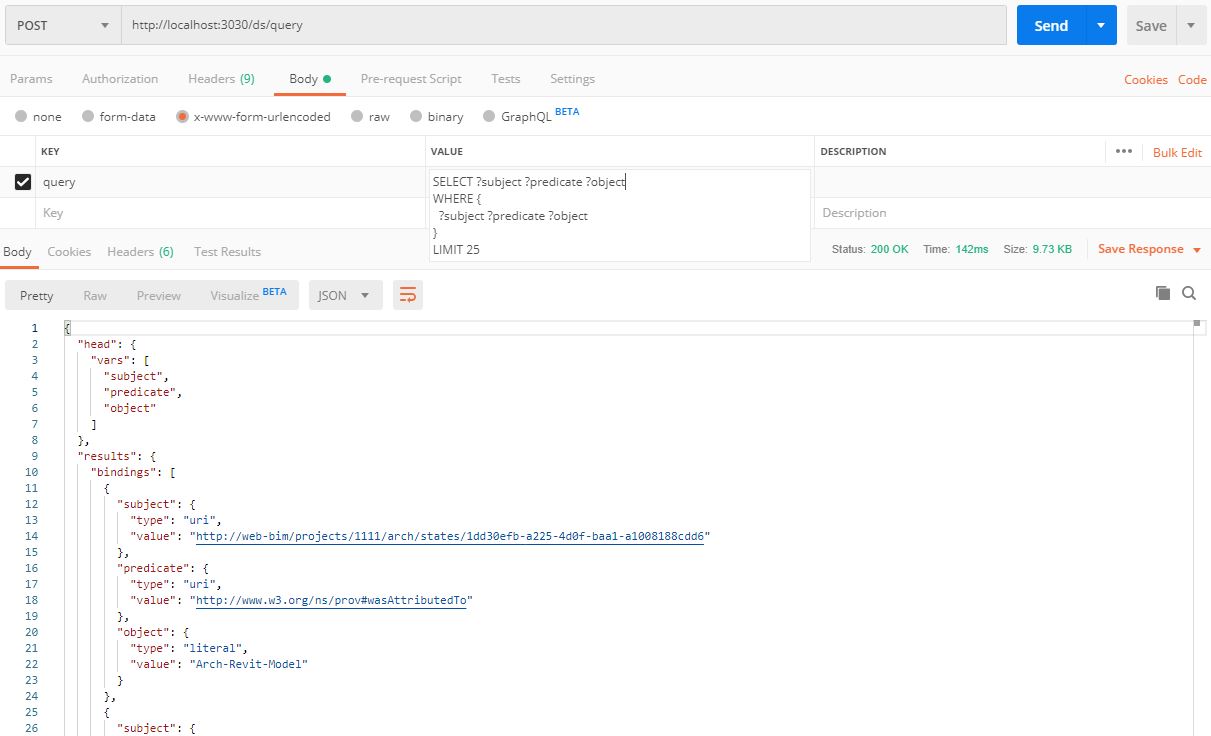 POST http://localhost:3030/ds/query Send Save
Params Authorization Headers (9) Body Pre-request Script Tests Settings Cookies Code
none form-data x-www-form-urlencoded raw binary GraphQL BETA
KEY VALUE DESCRIPTION ••• Bulk Edit
query SELECT ?subject ?predicate ?object
WHERE {
Key ?subject ?predicate ?object Description
}
LIMIT 25
Body Cookies Headers (6) Test Results Status: 200 OK Time: 142ms Size: 9.73 KB Save Response
Pretty Raw Preview Visualize BETA JSON
1 {
2 "head": {
3 "vars": [
4 "subject",
5 "predicate",
6 "object"
7 ]
8 },
9 "results": {
10 "bindings": [
11 {
12 "subject": {
13 "type": "uri",
14 "value": "http://web-bim/projects/1111/arch/states/1dd30efb-a225-4d0f-baa1-a1008188cdd6"
15 },
16 "predicate": {
17 "type": "uri",
18 "value": "http://www.w3.org/ns/prov#wasAttributedTo"
19 },
20 "object": {
21 "type": "literal",
22 "value": "Arch-Revit-Model"
23 }
24 },
25 {
26 "subject": {